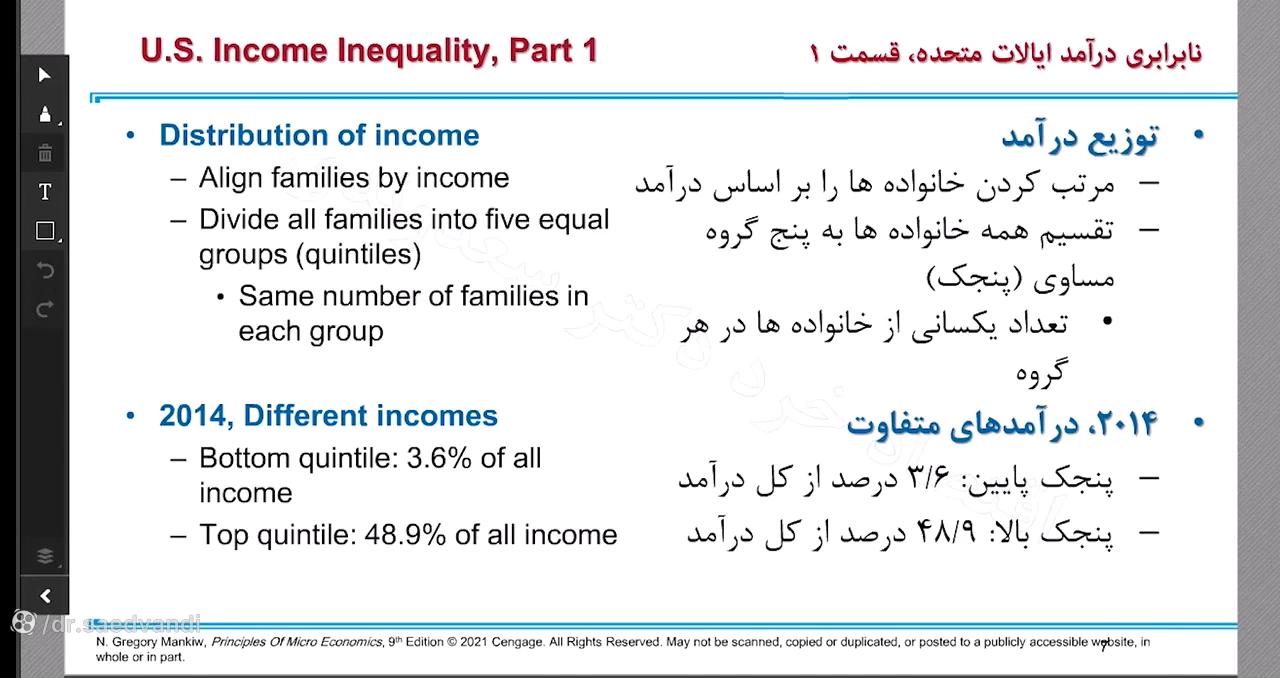 U.S. Income Inequality, Part 1
نابرابری درآمد ایالات متحده، قسمت ۱
• Distribution of income
– Align families by income
– Divide all families into five equal
groups (quintiles)
• Same number of families in
each group
• 2014, Different incomes
– Bottom quintile: 3.6% of all
income
– Top quintile: 48.9% of all income
• توزیع درآمد
– مرتب کردن خانواده ها را بر اساس درآمد
– تقسیم همه خانواده ها به پنج گروه
مساوی (پنجک)
• تعداد یکسانی از خانواده ها در هر
گروه
• ۲۰۱۴، درآمدهای متفاوت
– پنجک پایین: ۳/۶ درصد از کل درآمد
– پنجک بالا: ۴۸/۹ درصد از کل درآمد
/dr.saedvandi
N. Gregory Mankiw, Principles Of Micro Economics, 9th Edition © 2021 Cengage. All Rights Reserved. May not be scanned, copied or duplicated, or posted to a publicly accessible website, in
whole or in part.